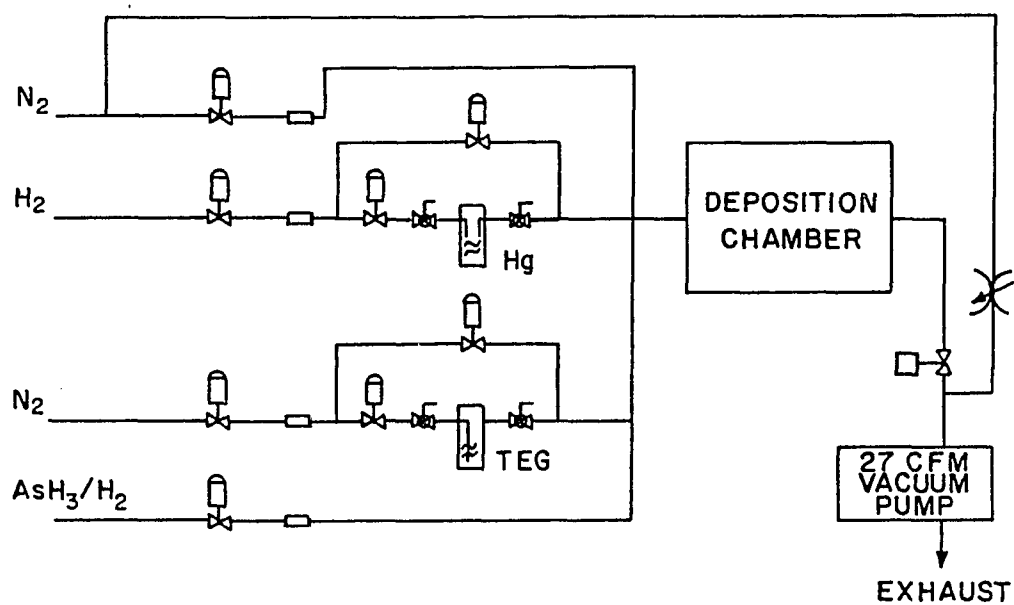 N2
H2
Hg
N2
TEG
AsH3/H2
DEPOSITION
CHAMBER
27 CFM
VACUUM
PUMP
EXHAUST